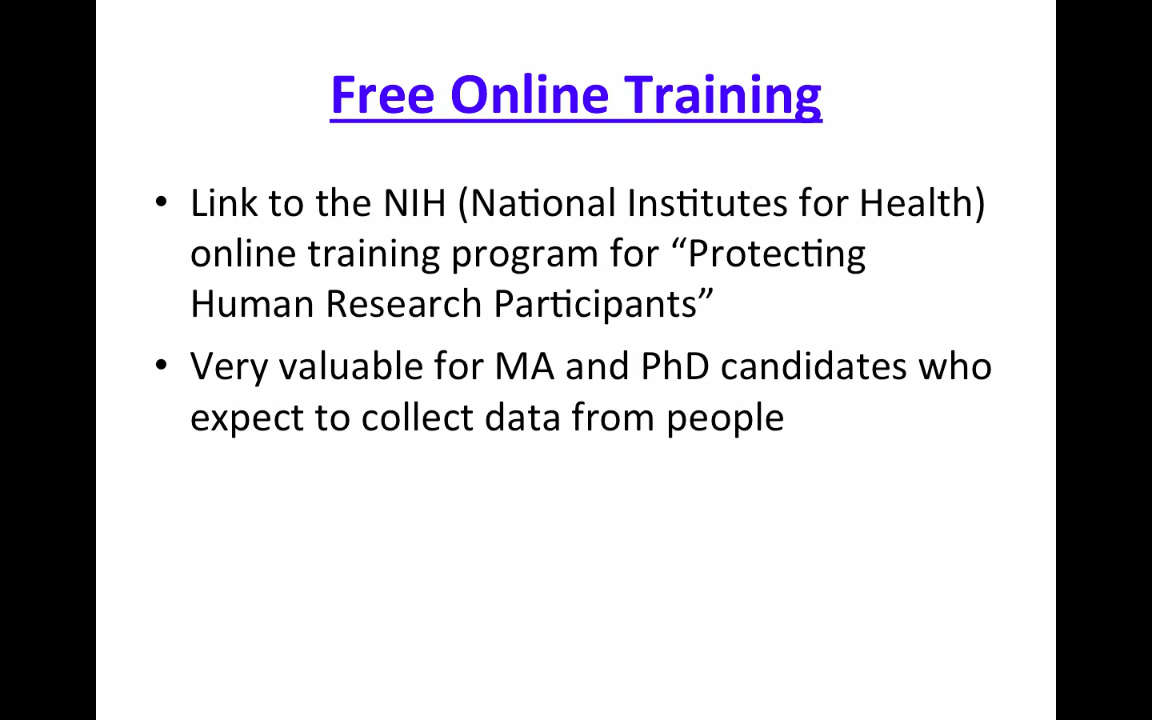 Free Online Training
• Link to the NIH (National Institutes for Health)
online training program for “Protecting
Human Research Participants”
• Very valuable for MA and PhD candidates who
expect to collect data from people